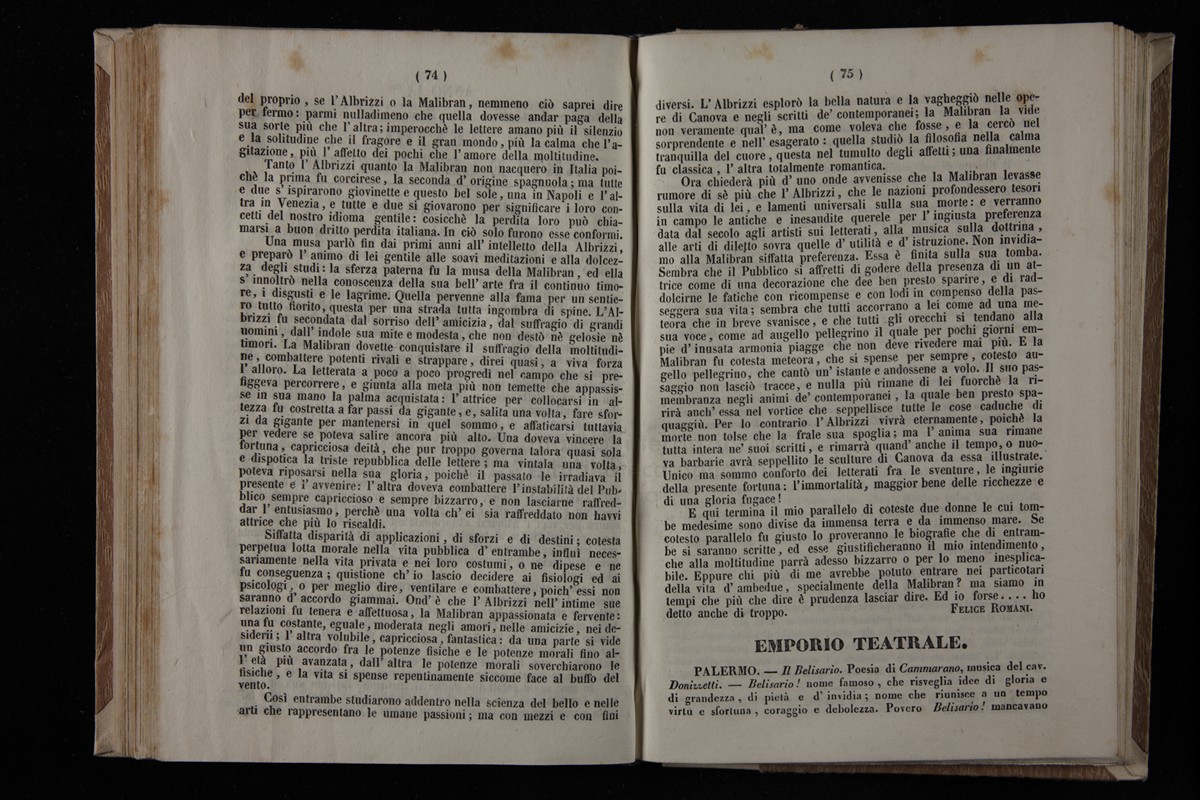 ( 74 )
del proprio , se l' Albrizzi o la Malibran , nemmeno ciò saprei dire
per fermo : parmi nulladimeno che quella dovesse andar paga della
sua sorte più che l' altra ; imperocchè le lettere amano più il silenzio
e la solitudine che il fragore e il gran mondo , più la calma che l'a-
gitazione , più l' affetto dei pochi che l'amore della moltitudine.
Tanto l' Albrizzi quanto la Malibran non nacquero in Italia poi-
chè la prima fu corcirese , la seconda d' origine spagnuola ; ma tutte
e due s' ispirarono giovinette e questo bel sole , una in Napoli e l'al-
tra in Venezia , e tutte e due si giovarono per significare i loro con-
cetti del nostro idioma gentile : cosicchè la perdita loro può chia-
marsi a buon dritto perdita italiana. In ciò solo furono esse conformi.
Una musa parlò fin dai primi anni all' intelletto della Albrizzi ,
e preparò l' animo di lei gentile alle soavi meditazioni e alla dolcez-
za degli studi : la sferza paterna fu la musa della Malibran , ed ella
s' innoltrò nella conoscenza della sua bell' arte fra il continuo timo-
re , i disgusti e le lagrime. Quella pervenne alla fama per un sentie-
ro tutto fiorito, questa per una strada tutta ingombra di spine. L'Al-
brizzi fu secondata dal sorriso dell' amicizia , dal suffragio di grandi
uomini , dall' indole sua mite e modesta , che non destò nè gelosie nè
timori. La Malibran dovette conquistare il suffragio della moltitudi-
ne , combattere potenti rivali e strappare , direi quasi , a viva forza
l' alloro. La letterata a poco a poco progredì nel campo che si pre-
figgeva percorrere , e giunta alla meta più non temette che appassis-
se in sua mano la palma acquistata : l' attrice per collocarsi in al-
tezza fu costretta a far passi da gigante , e , salita una volta , fare sfor-
zi da gigante per mantenersi in quel sommo , e affaticarsi tuttavia
per vedere se poteva salire ancora più alto. Una doveva vincere la
fortuna , capricciosa deità , che pur troppo governa talora quasi sola
e dispotica la triste repubblica delle lettere ; ma vintala una volta ,
poteva riposarsi nella sua gloria , poichè il passato le irradiava il
presente e l' avvenire : l' altra doveva combattere l'instabilità del Pub-
blico sempre capriccioso e sempre bizzarro , e non lasciarne raffred-
dar l' entusiasmo , perchè una volta ch' ei sia raffreddato non havvi
attrice che più lo riscaldi.
Siffatta disparità di applicazioni , di sforzi e di destini ; cotesta
perpetua lotta morale nella vita pubblica d' entrambe , influì neces-
sariamente nella vita privata e nei loro costumi , o ne dipese e ne
fu conseguenza ; quistione ch' io lascio decidere ai fisiologi ed ai
psicologi , o per meglio dire , ventilare e combattere , poich' essi non
saranno d' accordo giammai. Ond' è che l' Albrizzi nell' intime sue
relazioni fu tenera e affettuosa , la Malibran appassionata e fervente :
una fu costante, eguale , moderata negli amori , nelle amicizie , nei de-
siderii ; l' altra volubile , capricciosa , fantastica : da una parte si vide
un giusto accordo fra le potenze fisiche e le potenze morali fino al-
l' età più avanzata , dall' altra le potenze morali soverchiarono le
fisiche , e la vita si spense repentinamente siccome face al buffo del
vento.
Così entrambe studiarono addentro nella scienza del bello e nelle
arti che rappresentano le umane passioni ; ma con mezzi e con fini
( 75 )
diversi. L' Albrizzi esplorò la bella natura e la vagheggiò nelle ope-
re di Canova e negli scritti de' contemporanei ; la Malibran la vide
non veramente qual' è , ma come voleva che fosse , e la cercò nel
sorprendente e nell' esagerato : quella studiò la filosofia nella calma
tranquilla del cuore , questa nel tumulto degli affetti ; una finalmente
fu classica , l' altra totalmente romantica.
Ora chiederà più d' uno onde avvenisse che la Malibran levasse
rumore di sè più che l' Albrizzi , che le nazioni profondessero tesori
sulla vita di lei , e lamenti universali sulla sua morte : e verranno
in campo le antiche e inesaudite querele per l' ingiusta preferenza
data dal secolo agli artisti sui letterati , alla musica sulla dottrina ,
alle arti di diletto sovra quelle d' utilità e d' istruzione. Non invidia-
mo alla Malibran siffatta preferenza. Essa è finita sulla sua tomba.
Sembra che il Pubblico si affretti di godere della presenza di un at-
trice come di una decorazione che dee ben presto sparire , e di rad-
dolcirne le fatiche con ricompense e con lodi in compenso della pas-
seggera sua vita ; sembra che tutti accorrano a lei come ad una me-
teora che in breve svanisce , e che tutti gli orecchi si tendano alla
sua voce , come ad augello pellegrino il quale per pochi giorni em-
pie d' inusata armonia piagge che non deve rivedere mai più. E la
Malibran fu cotesta meteora , che si spense per sempre , cotesto au-
gello pellegrino, che cantò un' istante e andossene a volo. Il suo pas-
saggio non lasciò tracce , e nulla più rimane di lei fuorchè la ri-
membranza negli animi de' contemporanei , la quale ben presto spa-
rirà anch' essa nel vortice che seppellisce tutte le cose caduche di
quaggiù. Per lo contrario l' Albrizzi vivrà eternamente, poichè la
morte non tolse che la frale sua spoglia ; ma l' anima sua rimane
tutta intera ne' suoi scritti , e rimarrà quand' anche il tempo , o nuo-
va barbarie avrà seppellito le sculture di Canova da essa illustrate.
Unico ma sommo conforto dei letterati fra le sventure , le ingiurie
della presente fortuna : l'immortalità, maggior bene delle ricchezze e
di una gloria fugace !
E qui termina il mio parallelo di coteste due donne le cui tom-
be medesime sono divise da immensa terra e da immenso mare. Se
cotesto parallelo fu giusto lo proveranno le biografie che di entram-
be si saranno scritte, ed esse giustificheranno il mio intendimento ,
che alla moltitudine parrà adesso bizzarro o per lo meno inesplica-
bile. Eppure chi più di me avrebbe potuto entrare nei particotari
della vita d' ambedue , specialmente della Malibran ? ma siamo in
tempi che più che dire è prudenza lasciar dire. Ed io forse . . . . ho
detto anche di troppo.
FELICE ROMANI.
EMPORIO TEATRALE.
PALERMO. — Il Belisario. Poesia di Cammarano, musica del cav.
Donizzetti. — Belisario ! nome famoso , che risveglia idee di gloria e
di grandezza , di pietà e d' invidia ; nome che riunisce a un tempo
virtù e sfortuna , coraggio e debolezza. Povero Belisario ! mancavano